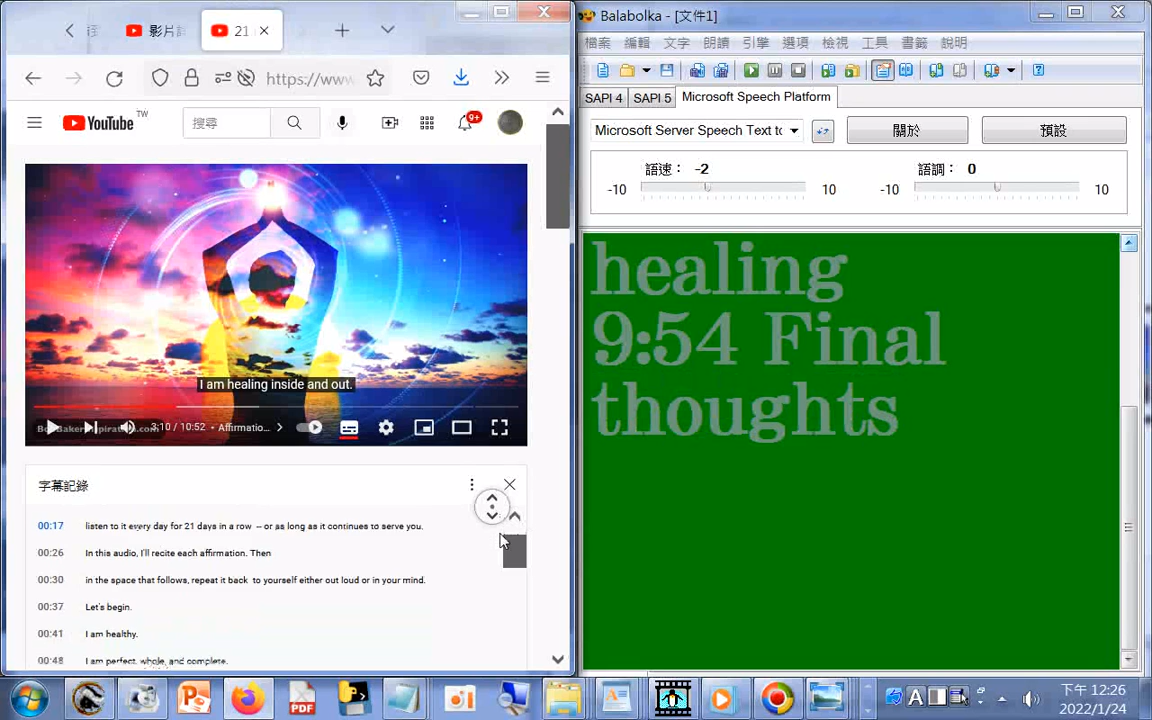 影片
21
https://www
YouTube TW
搜尋
9+
I am healing inside and out.
3:10 / 10:52 • Affirmatio...
字幕記錄
00:17 listen to it every day for 21 days in a row – or as long as it continues to serve you.
00:26 In this audio, I'll recite each affirmation. Then
00:30 in the space that follows, repeat it back to yourself either out loud or in your mind.
00:37 Let's begin.
00:41 I am healthy.
00:48 I am perfect, whole, and complete.
Balabolka - [文件1]
檔案 編輯 文字 朗讀 引擎 選項 檢視 工具 書籤 說明
SAPI 4 SAPI 5 Microsoft Speech Platform
Microsoft Server Speech Text to
關於
預設
語速： -2
語調： 0
-10 10 -10 10
healing
9:54 Final
thoughts
PDF
A
下午 12:26
2022/1/24